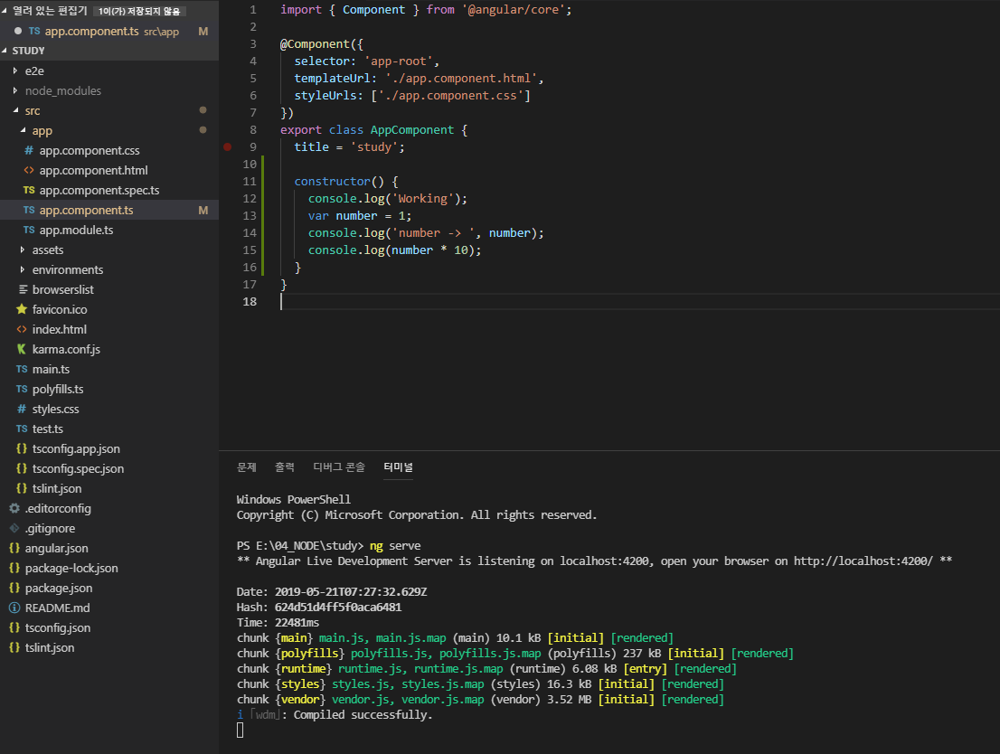 열려 있는 편집기 1이(가) 저장되지 않음
TS app.component.ts src\app M
STUDY
e2e
node_modules
src
app
# app.component.css
<> app.component.html
TS app.component.spec.ts
TS app.component.ts M
TS app.module.ts
assets
environments
browserslist
favicon.ico
<> index.html
karma.conf.js
TS main.ts
TS polyfills.ts
# styles.css
TS test.ts
{} tsconfig.app.json
{} tsconfig.spec.json
{} tslint.json
.editorconfig
.gitignore
{} angular.json
{} package-lock.json
{} package.json
README.md
{} tsconfig.json
{} tslint.json
1 import { Component } from '@angular/core';
2
3 @Component({
4 selector: 'app-root',
5 templateUrl: './app.component.html',
6 styleUrls: ['./app.component.css']
7 })
8 export class AppComponent {
9 title = 'study';
10
11 constructor() {
12 console.log('Working');
13 var number = 1;
14 console.log('number -> ', number);
15 console.log(number * 10);
16 }
17 }
18
문제 출력 디버그 콘솔 터미널
Windows PowerShell
Copyright (C) Microsoft Corporation. All rights reserved.
PS E:\04_NODE\study> ng serve
** Angular Live Development Server is listening on localhost:4200, open your browser on http://localhost:4200/ **
Date: 2019-05-21T07:27:32.629Z
Hash: 624d51d4ff5f0aca6481
Time: 22481ms
chunk {main} main.js, main.js.map (main) 10.1 kB [initial] [rendered]
chunk {polyfills} polyfills.js, polyfills.js.map (polyfills) 237 kB [initial] [rendered]
chunk {runtime} runtime.js, runtime.js.map (runtime) 6.08 kB [entry] [rendered]
chunk {styles} styles.js, styles.js.map (styles) 16.3 kB [initial] [rendered]
chunk {vendor} vendor.js, vendor.js.map (vendor) 3.52 MB [initial] [rendered]
i ｢wdm｣: Compiled successfully.